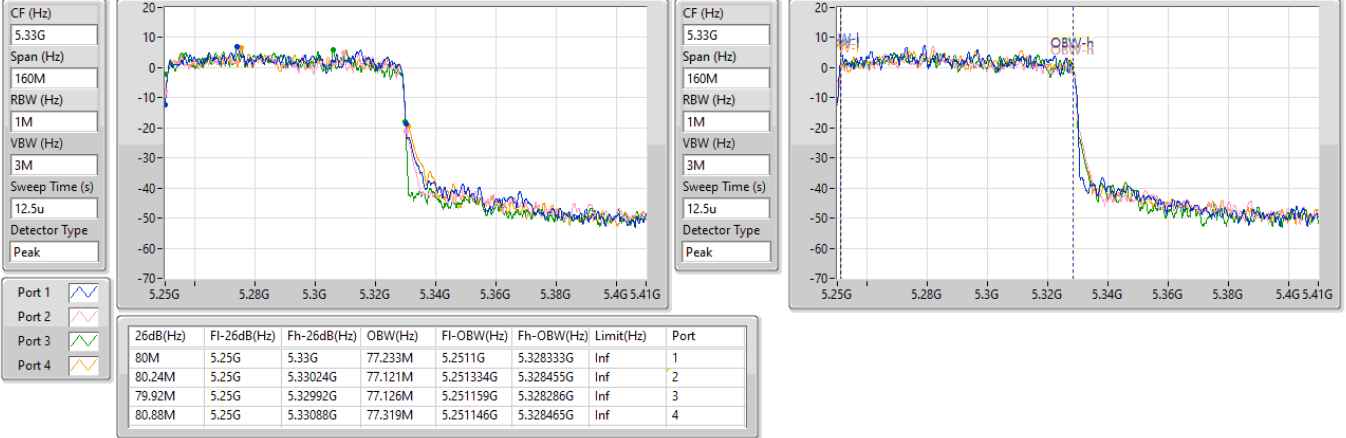 CF (Hz)
5.33G
Span (Hz)
160M
RBW (Hz)
1M
VBW (Hz)
3M
Sweep Time (s)
12.5u
Detector Type
Peak
20
10
0
-10
-20
-30
-40
-50
-60
-70
5.25G 5.28G 5.3G 5.32G 5.34G 5.36G 5.38G 5.4G 5.41G
CF (Hz)
5.33G
Span (Hz)
160M
RBW (Hz)
1M
VBW (Hz)
3M
Sweep Time (s)
12.5u
Detector Type
Peak
20
10
0
-10
-20
-30
-40
-50
-60
-70
OBW-h
5.25G 5.28G 5.3G 5.32G 5.34G 5.36G 5.38G 5.4G 5.41G
Port 1
Port 2
Port 3
Port 4
26dB(Hz) Fl-26dB(Hz) Fh-26dB(Hz) OBW(Hz) Fl-OBW(Hz) Fh-OBW(Hz) Limit(Hz) Port
80M 5.25G 5.33G 77.233M 5.2511G 5.328333G Inf 1
80.24M 5.25G 5.33024G 77.121M 5.251334G 5.328455G Inf 2
79.92M 5.25G 5.32992G 77.126M 5.251159G 5.328286G Inf 3
80.88M 5.25G 5.33088G 77.319M 5.251146G 5.328465G Inf 4